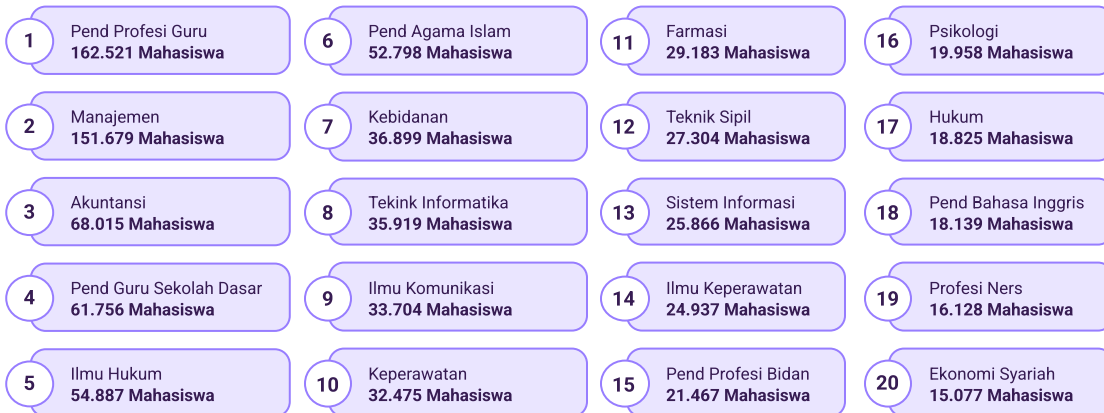 1
Pend Profesi Guru
162.521 Mahasiswa
2
Manajemen
151.679 Mahasiswa
3
Akuntansi
68.015 Mahasiswa
4
Pend Guru Sekolah Dasar
61.756 Mahasiswa
5
Ilmu Hukum
54.887 Mahasiswa
6
Pend Agama Islam
52.798 Mahasiswa
7
Kebidanan
36.899 Mahasiswa
8
Tekink Informatika
35.919 Mahasiswa
9
Ilmu Komunikasi
33.704 Mahasiswa
10
Keperawatan
32.475 Mahasiswa
11
Farmasi
29.183 Mahasiswa
12
Teknik Sipil
27.304 Mahasiswa
13
Sistem Informasi
25.866 Mahasiswa
14
Ilmu Keperawatan
24.937 Mahasiswa
15
Pend Profesi Bidan
21.467 Mahasiswa
16
Psikologi
19.958 Mahasiswa
17
Hukum
18.825 Mahasiswa
18
Pend Bahasa Inggris
18.139 Mahasiswa
19
Profesi Ners
16.128 Mahasiswa
20
Ekonomi Syariah
15.077 Mahasiswa